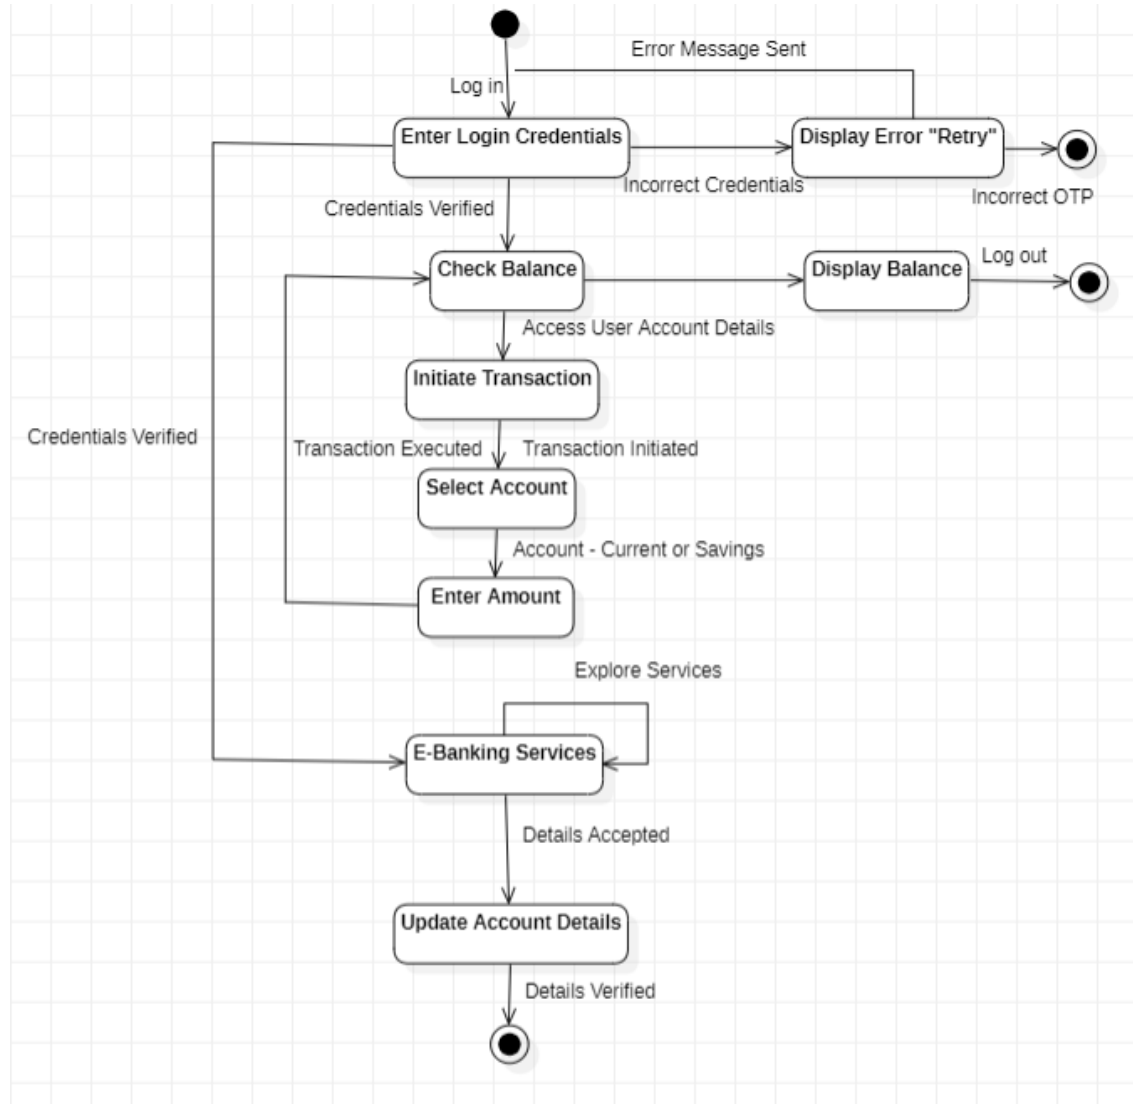 Error Message Sent
Log in
Enter Login Credentials
Display Error "Retry"
Incorrect Credentials
Incorrect OTP
Credentials Verified
Log out
Check Balance
Display Balance
Access User Account Details
Initiate Transaction
Credentials Verified
Transaction Executed
Transaction Initiated
Select Account
Account - Current or Savings
Enter Amount
Explore Services
E-Banking Services
Details Accepted
Update Account Details
Details Verified